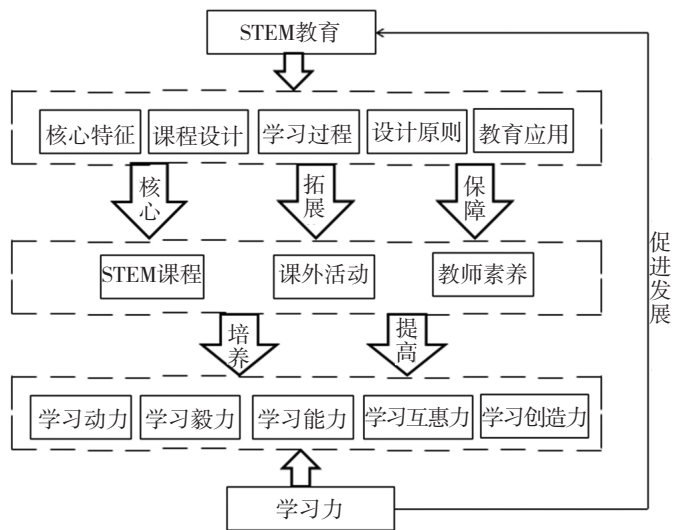 STEM教育
核心特征 课程设计 学习过程 设计原则 教育应用
核心 拓展 保障
STEM课程 课外活动 教师素养
促进发展
培养 提高
学习动力 学习毅力 学习能力 学习互惠力 学习创造力
学习力